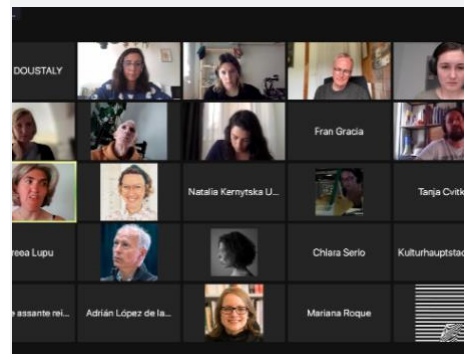 DOUSTALY
Fran Gracia
Natalia Kernytska U...
Tanja Cvitk
reea Lupu
Chiara Serio
Kulturhauptstad
e assante rei...
Adrián López de la...
Mariana Roque